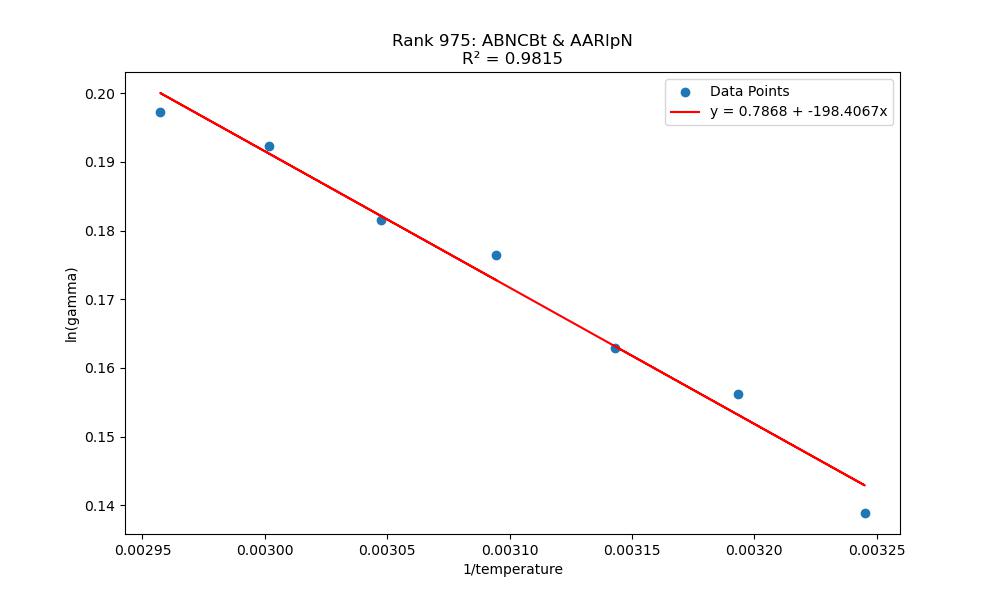 Rank 975: ABNCBt & AARIpN
R² = 0.9815
Data Points
y = 0.7868 + -198.4067x
ln(gamma)
0.20
0.19
0.18
0.17
0.16
0.15
0.14
0.00295 0.00300 0.00305 0.00310 0.00315 0.00320 0.00325
1/temperature